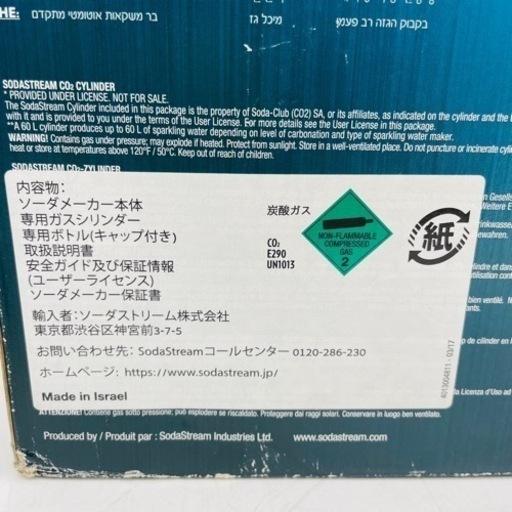 HE:
בר משקאות אוטומטי מתקדם
מיכל גז
בקבוק הגזה רב פעמי
SODASTREAM CO₂ CYLINDER
* PROVIDED UNDER LICENSE. NOT FOR SALE.
The SodaStream Cylinder included in this package is the property of Soda-Club (CO2) SA, or its affiliates, as indicated on the cylinder and the
with it and is provided to you under the terms of the User License. For more details see the User License in this package.
**A 60 L cylinder produces up to 60 L of sparkling water depending on level of carbonation and type of sparkling water maker.
WARNING! Contains gas under pressure; may explode if heated. Protect from sunlight. Store in a well-ventilated place. Do not puncture or incinerate
heat or store at temperatures above 120°F / 50°C. Keep out of reach of children.
SODASTREAM CO₂-ZYLINDER
内容物:
ソーダメーカー本体
専用ガスシリンダー
専用ボトル(キャップ付き)
取扱説明書
安全ガイド及び保証情報
(ユーザーライセンス)
ソーダメーカー保証書
炭酸ガス
CO₂
E290
UN1013
NON-FLAMMABLE
COMPRESSED
GAS
2
紙
輸入者：ソーダストリーム株式会社
東京都渋谷区神宮前3-7-5
お問い合わせ先： SodaStreamコールセンター 0120-286-230
ホームページ： https://www.sodastream.jp/
Made in Israel
4013004811 - 03/17
ATTENZIONE! Contiene gas sotto pressione; può esplodere se riscaldato. Proteggere dai raggi solari. Conservare in luogo ben ventilato.
Produced by / Produit par : SodaStream Industries Ltd.
www.sodastream.com